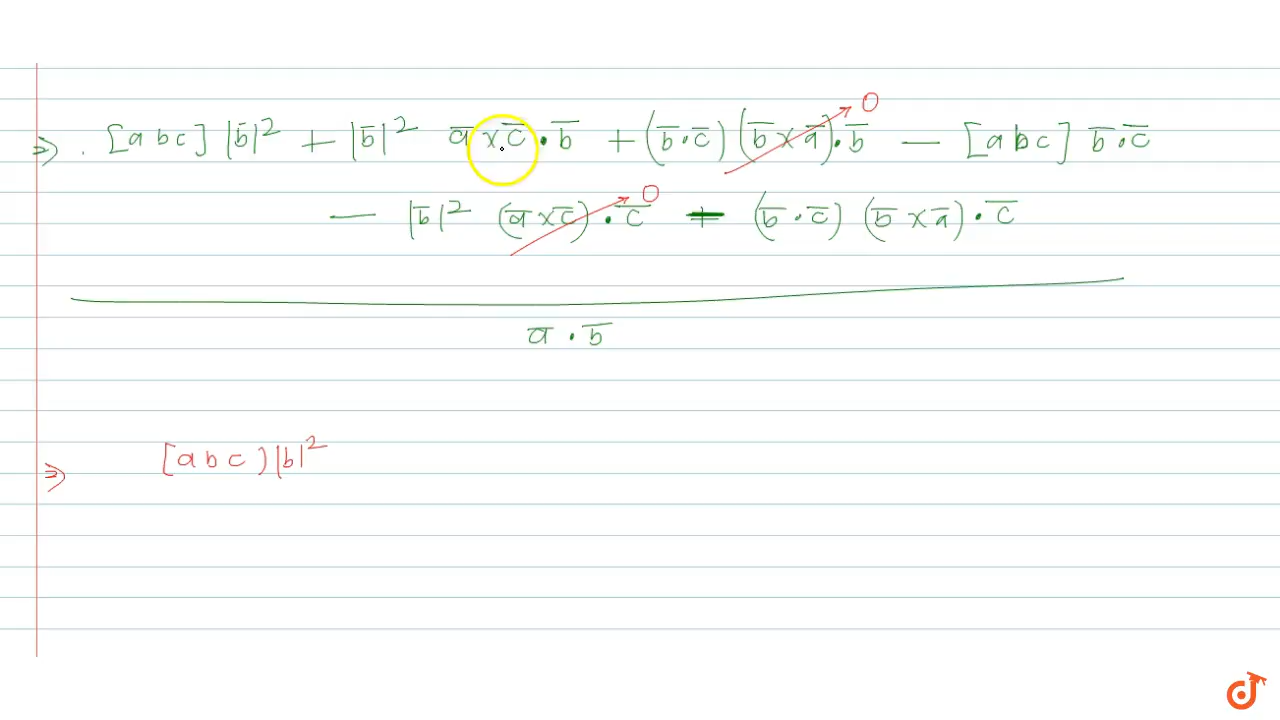 ⇒ . [a b c] |b̅|² + |b̅|² a̅ × c̅ · b̅ + (b̅ · c̅) (b̅ × a̅) · b̅ → 0 — [a b c] b̅ · c̅
— |b̅|² (a̅ × c̅) · c̅ → 0 + (b̅ · c̅) (b̅ × a̅) · c̅
a̅ · b̅
⇒ [a b c) |b|²